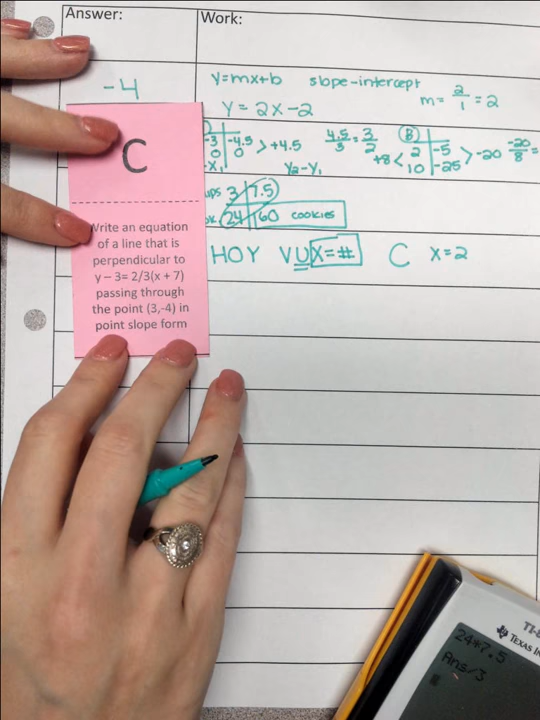 Answer:
Work:
-4
y=mx+b slope-intercept m= 2/1 = 2
y = 2x-2
-3 -4.5 > +4.5 4.5/3 = 3/2 B -5 > -20 -20/8 =
0 0 +8 < 2
10 -25
y₂-y₁
3 7.5
24 60 cookies
HOY VUX=# C x=2
C
Write an equation
of a line that is
perpendicular to
y – 3= 2/3(x + 7)
passing through
the point (3,-4) in
point slope form
TEXAS
24*7.5
Ans/3